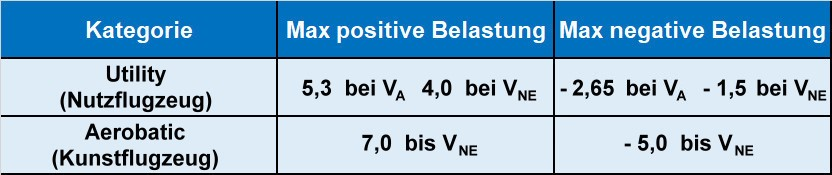 Kategorie Max positive Belastung Max negative Belastung
Utility
(Nutzflugzeug) 5,3 bei VA 4,0 bei VNE - 2,65 bei VA - 1,5 bei VNE
Aerobatic
(Kunstflugzeug) 7,0 bis VNE - 5,0 bis VNE